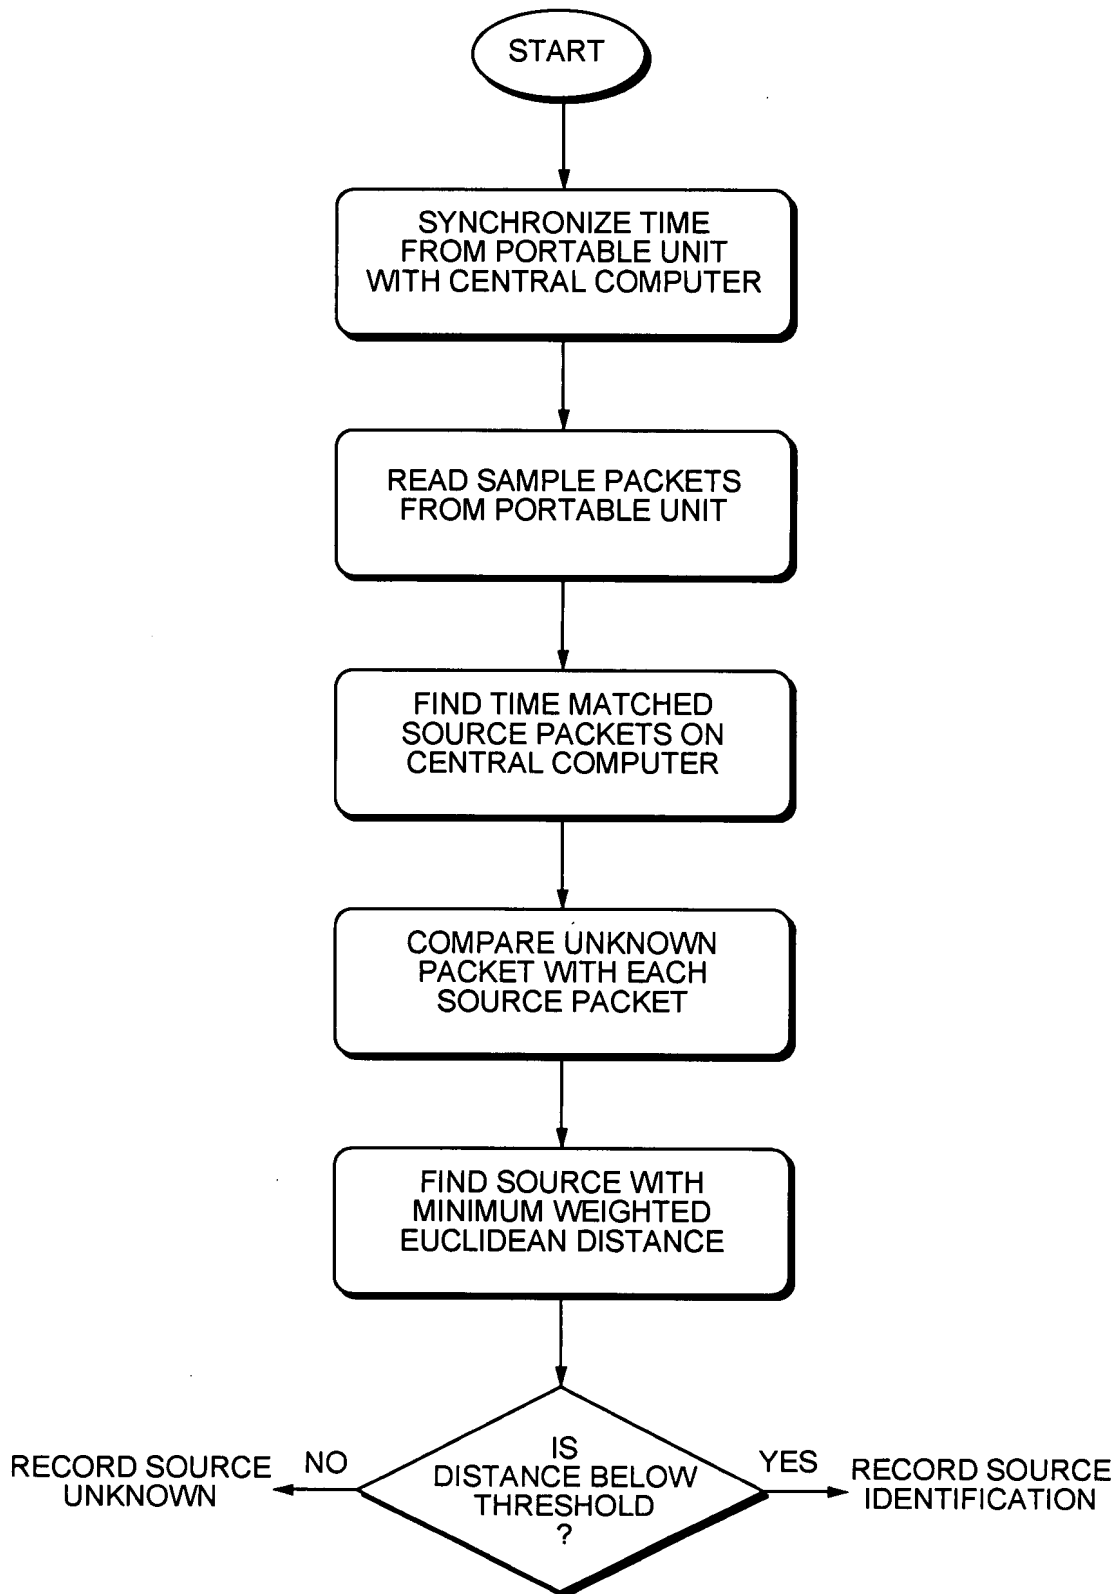 START
SYNCHRONIZE TIME
FROM PORTABLE UNIT
WITH CENTRAL COMPUTER
READ SAMPLE PACKETS
FROM PORTABLE UNIT
FIND TIME MATCHED
SOURCE PACKETS ON
CENTRAL COMPUTER
COMPARE UNKNOWN
PACKET WITH EACH
SOURCE PACKET
FIND SOURCE WITH
MINIMUM WEIGHTED
EUCLIDEAN DISTANCE
IS
DISTANCE BELOW
THRESHOLD
?
NO
RECORD SOURCE
UNKNOWN
YES
RECORD SOURCE
IDENTIFICATION